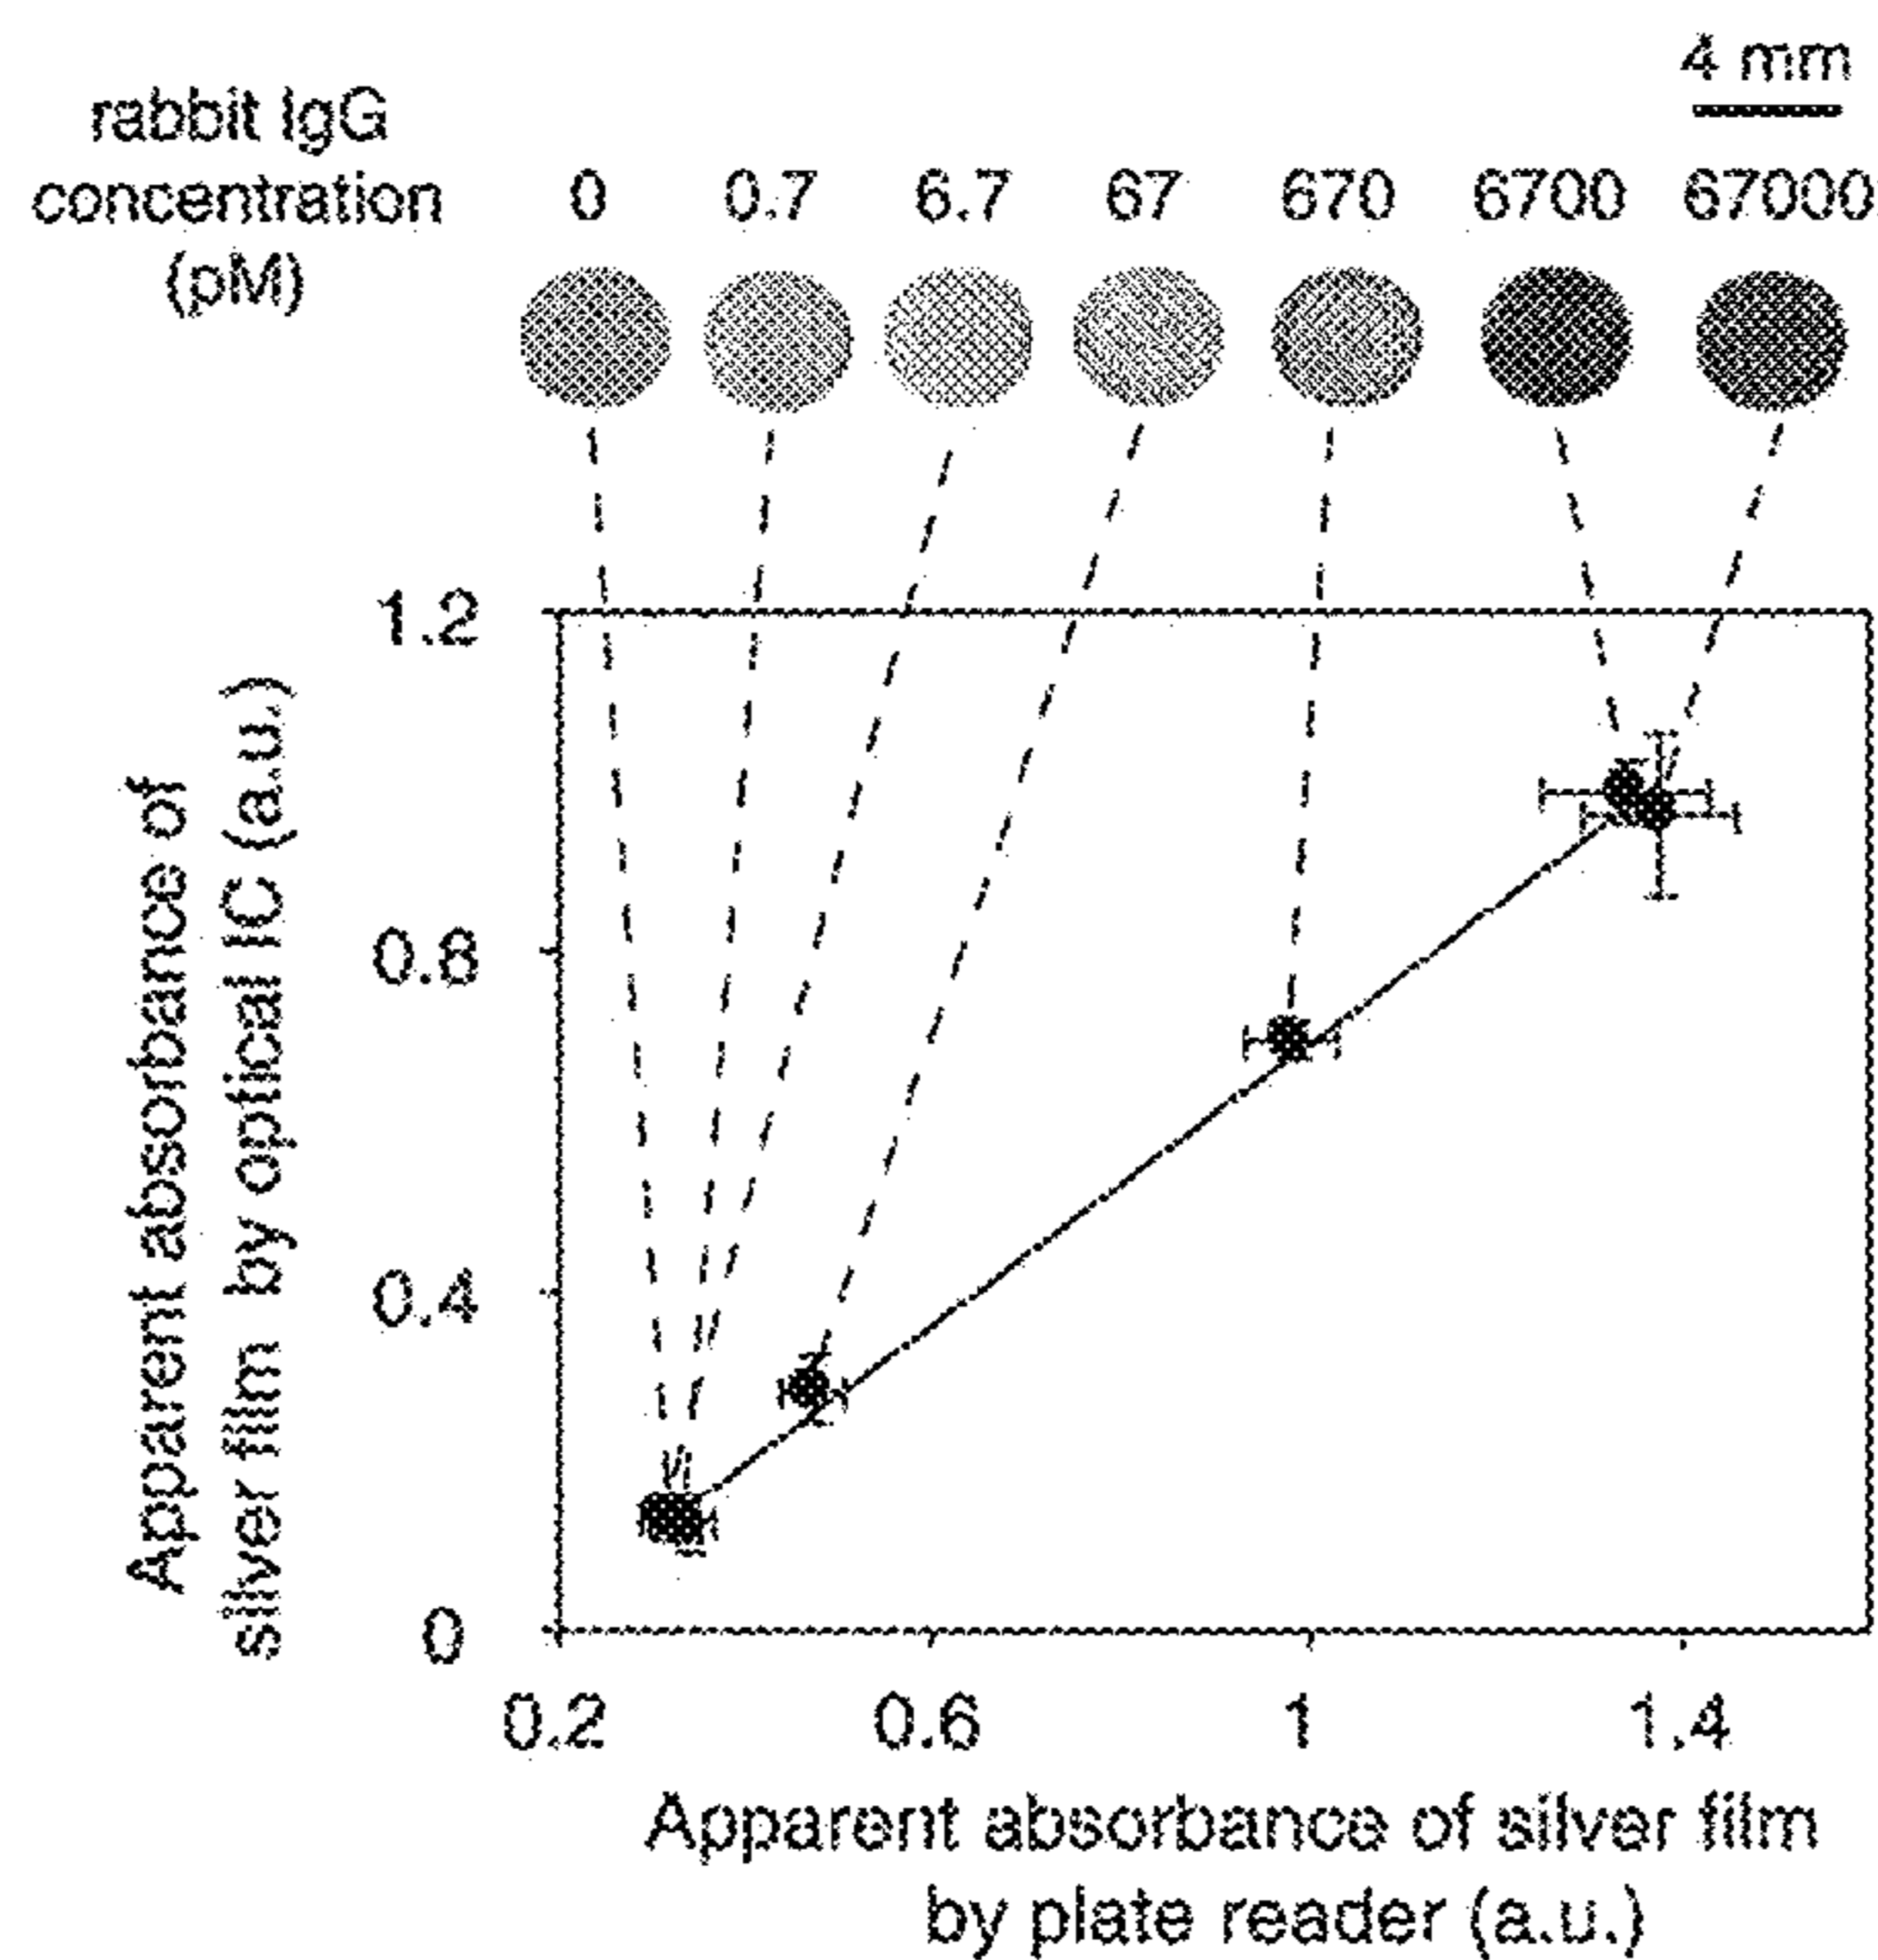 4 mm
rabbit IgG
concentration
(pM)
0 0.7 6.7 67 670 6700 67000
1.2
0.8
0.4
0
Apparent absorbance of
silver film by optical IC (a.u.)
0.2 0.6 1 1.4
Apparent absorbance of silver film
by plate reader (a.u.)